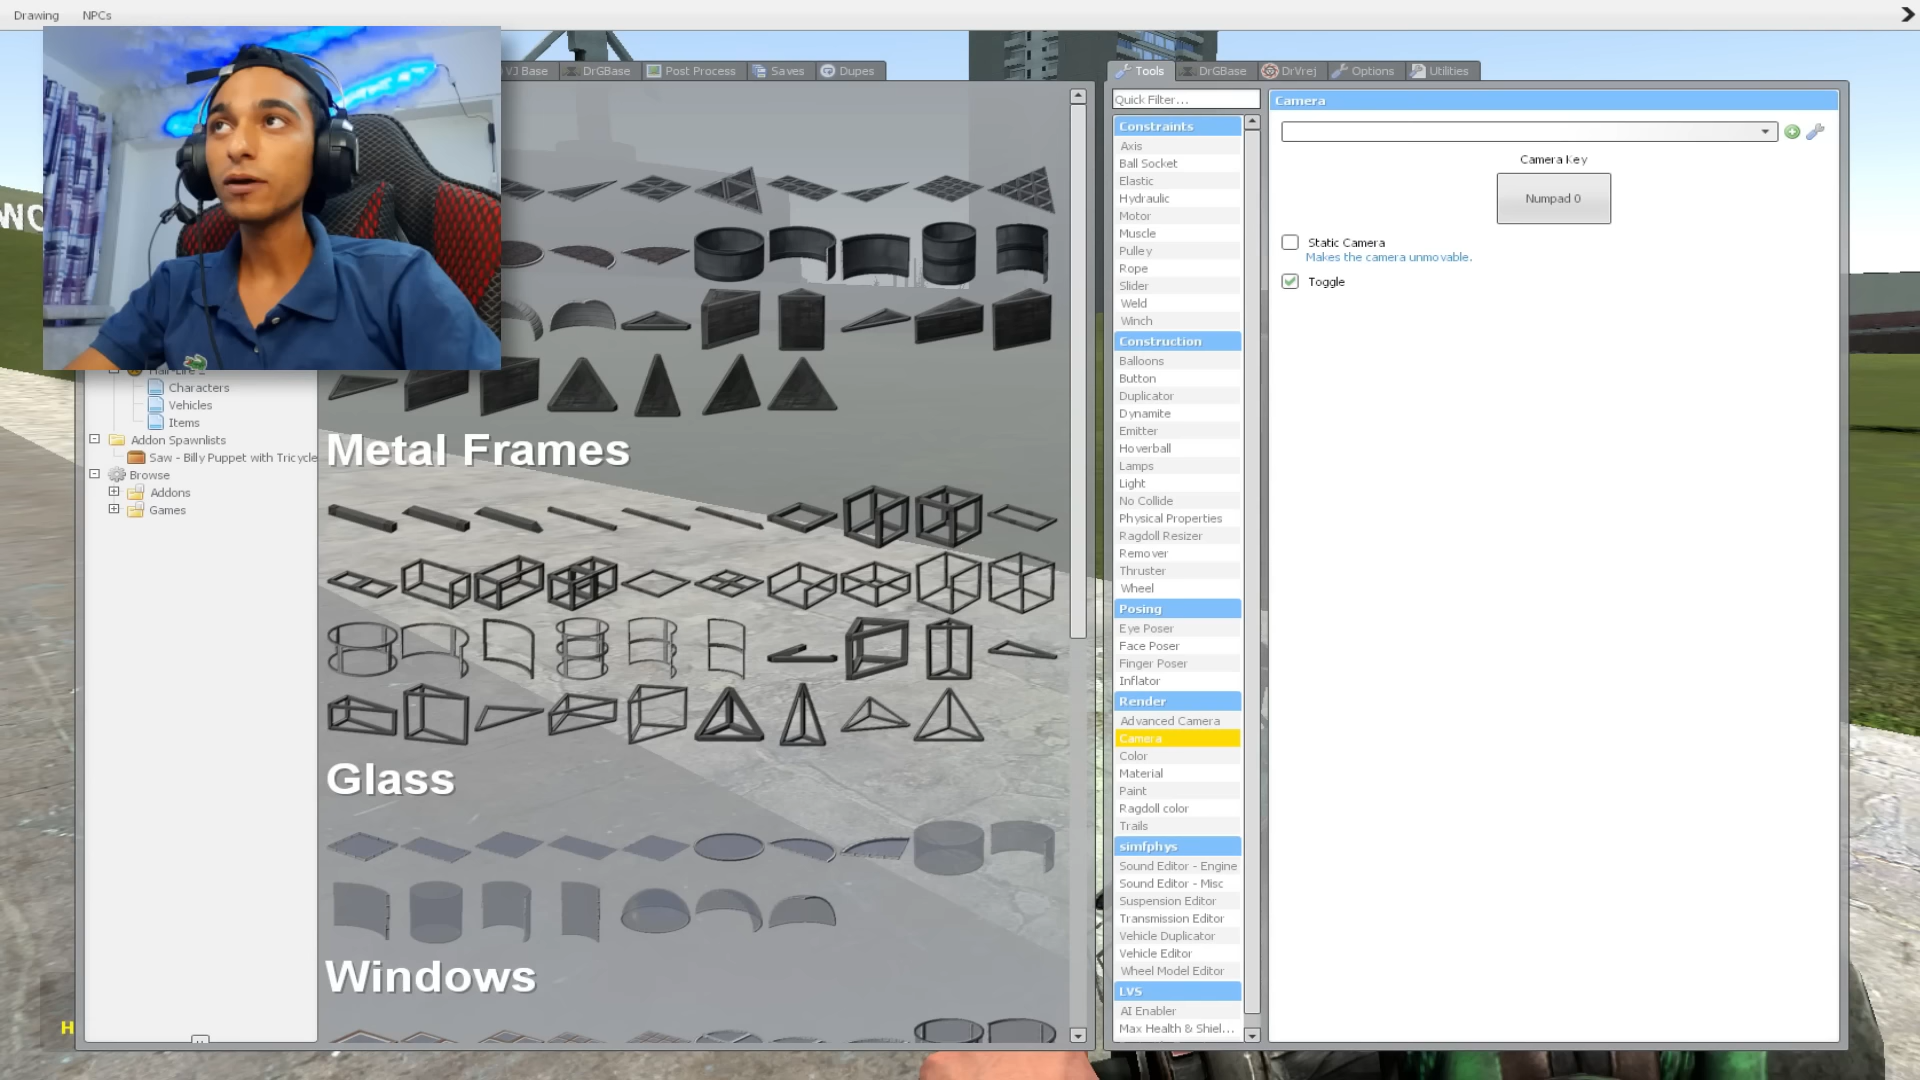 Drawing NPCs
VJ Base DrGBase Post Process Saves Dupes
Characters
Vehicles
Items
Addon Spawnlists
Saw - Billy Puppet with Tricycle
Browse
Addons
Games
Metal Frames
Glass
Windows
H
Tools DrGBase DrVrej Options Utilities
Quick Filter...
Constraints
Axis
Ball Socket
Elastic
Hydraulic
Motor
Muscle
Pulley
Rope
Slider
Weld
Winch
Construction
Balloons
Button
Duplicator
Dynamite
Emitter
Hoverball
Lamps
Light
No Collide
Physical Properties
Ragdoll Resizer
Remover
Thruster
Wheel
Posing
Eye Poser
Face Poser
Finger Poser
Inflator
Render
Advanced Camera
Camera
Color
Material
Paint
Ragdoll color
Trails
simfphys
Sound Editor - Engine
Sound Editor - Misc
Suspension Editor
Transmission Editor
Vehicle Duplicator
Vehicle Editor
Wheel Model Editor
LVS
AI Enabler
Max Health & Shiel...
Camera
Camera Key
Numpad 0
Static Camera
Makes the camera unmovable.
Toggle